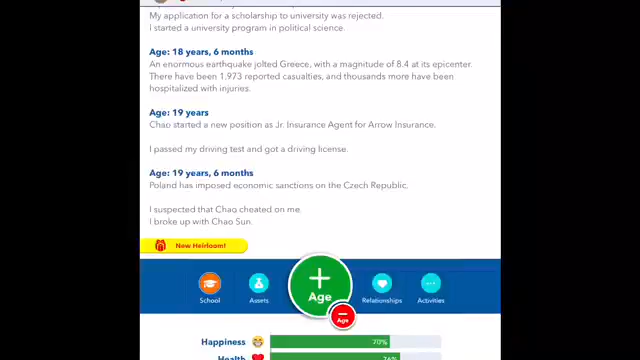 My application for a scholarship to university was rejected.
I started a university program in political science.
Age: 18 years, 6 months
An enormous earthquake jolted Greece, with a magnitude of 8.4 at its epicenter.
There have been 1,973 reported casualties, and thousands more have been
hospitalized with injuries.
Age: 19 years
Chao started a new position as Jr. Insurance Agent for Arrow Insurance.
I passed my driving test and got a driving license.
Age: 19 years, 6 months
Poland has imposed economic sanctions on the Czech Republic.
I suspected that Chao cheated on me.
I broke up with Chao Sun.
New Heirloom!
Age
School
Assets
Relationships
Activities
Age
Happiness
70%
Health
76%